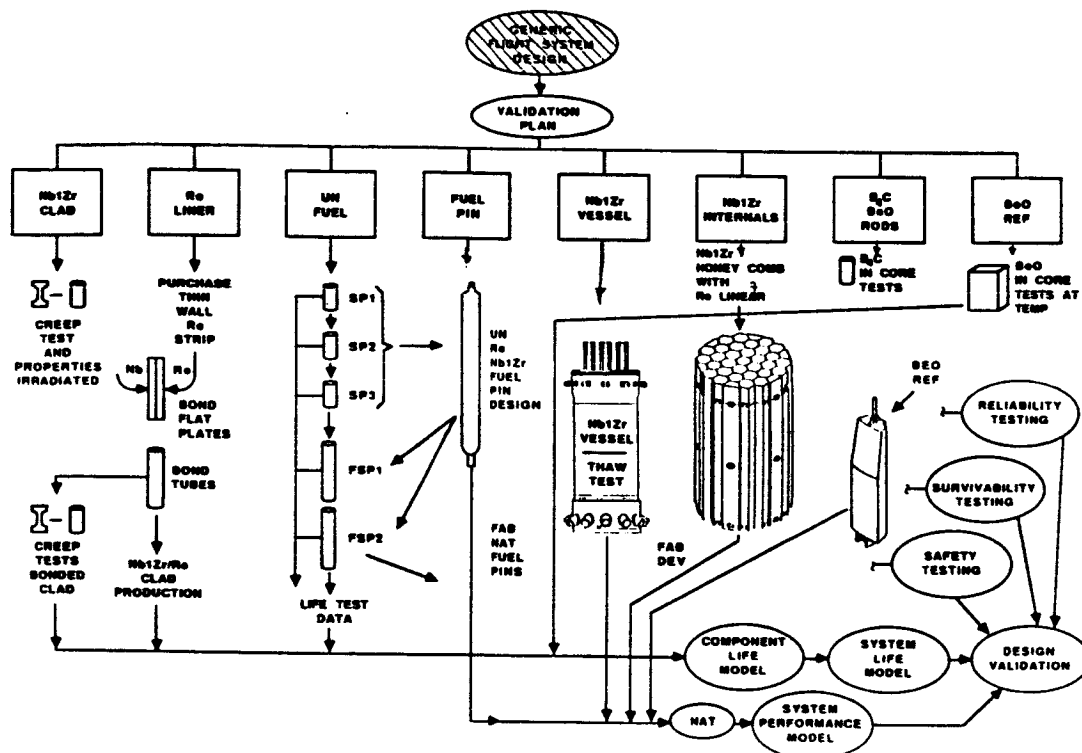 GENERIC
FLIGHT SYSTEM
DESIGN
VALIDATION
PLAN
Nb1Zr
CLAD
Re
LINER
UN
FUEL
FUEL
PIN
Nb1Zr
VESSEL
Nb1Zr
INTERNALS
B4C
BeO
RODS
BeO
REF
CREEP
TEST
AND
PROPERTIES
IRRADIATED
PURCHASE
THIN
WALL
Re
STRIP
Nb
Re
BOND
FLAT
PLATES
BOND
TUBES
CREEP
TESTS
BONDED
CLAD
Nb1Zr/Re
CLAD
PRODUCTION
SP1
SP2
SP3
FSP1
FSP2
LIFE TEST
DATA
UN
Re
Nb1Zr
FUEL
PIN
DESIGN
FAB
NAT
FUEL
PINS
Nb1Zr
VESSEL
THAW
TEST
Nb1Zr
HONEY COMB
WITH
Re LINEAR
?
FAB
DEV
B4C
IN CORE
TESTS
BeO
IN CORE
TESTS AT
TEMP
BEO
REF
RELIABILITY
TESTING
SURVIVABILITY
TESTING
SAFETY
TESTING
COMPONENT
LIFE
MODEL
SYSTEM
LIFE
MODEL
DESIGN
VALIDATION
NAT
SYSTEM
PERFORMANCE
MODEL